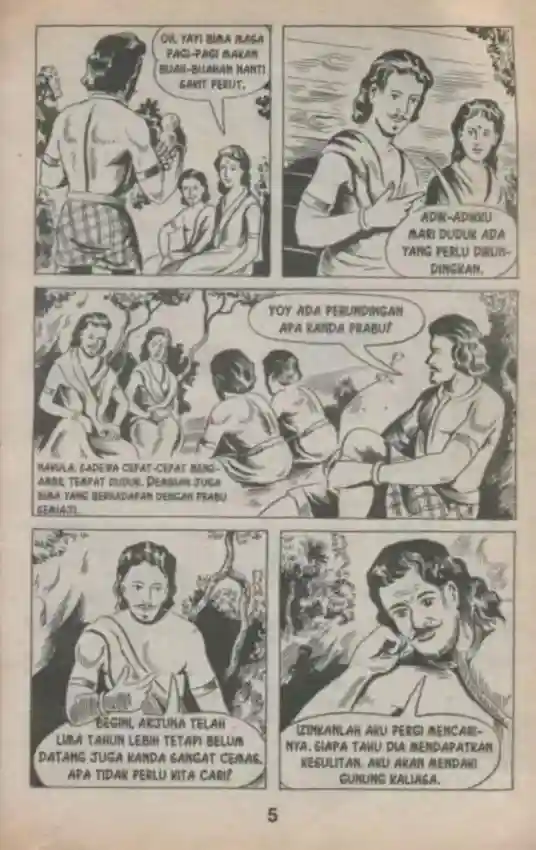 OH, YAYI BIMA MASA
PAGI-PAGI MAKAN
BUAH-BUAHAN NANTI
SAKIT PERUT.
ADIK-ADIKKU
MARI DUDUK ADA
YANG PERLU DIRUN-
DINGKAN.
YOY ADA PERUNDINGAN
APA KANDA PRABU?
NAKULA, SADEWA CEPAT-CEPAT MENG-
AMBIL TEMPAT DUDUK. DEMIKIAN JUGA
BIMA YANG BERHADAPAN DENGAN PRABU
SEMIAJI.
BEGINI, ARJUNA TELAH
LIMA TAHUN LEBIH TETAPI BELUM
DATANG JUGA KANDA SANGAT CEMAS.
APA TIDAK PERLU KITA CARI?
IZINKANLAH AKU PERGI MENCARI-
NYA. SIAPA TAHU DIA MENDAPATKAN
KESULITAN. AKU AKAN MENDAKI
GUNUNG KALIASA.
5